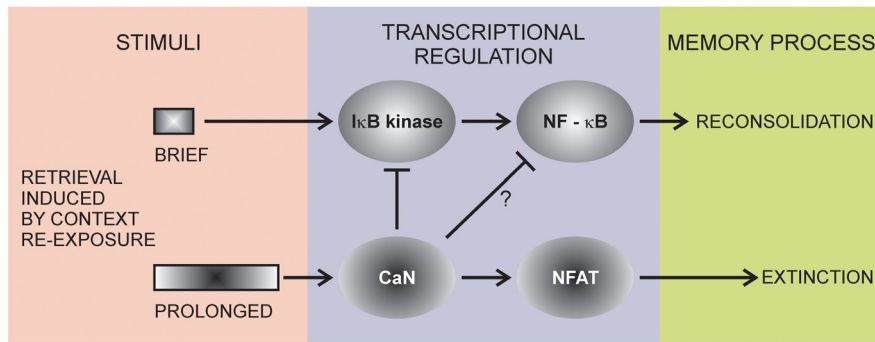 STIMULI
TRANSCRIPTIONAL
REGULATION
MEMORY PROCESS
IκB kinase
NF - κB
RECONSOLIDATION
BRIEF
RETRIEVAL
INDUCED
BY CONTEXT
RE-EXPOSURE
?
CaN
NFAT
EXTINCTION
PROLONGED